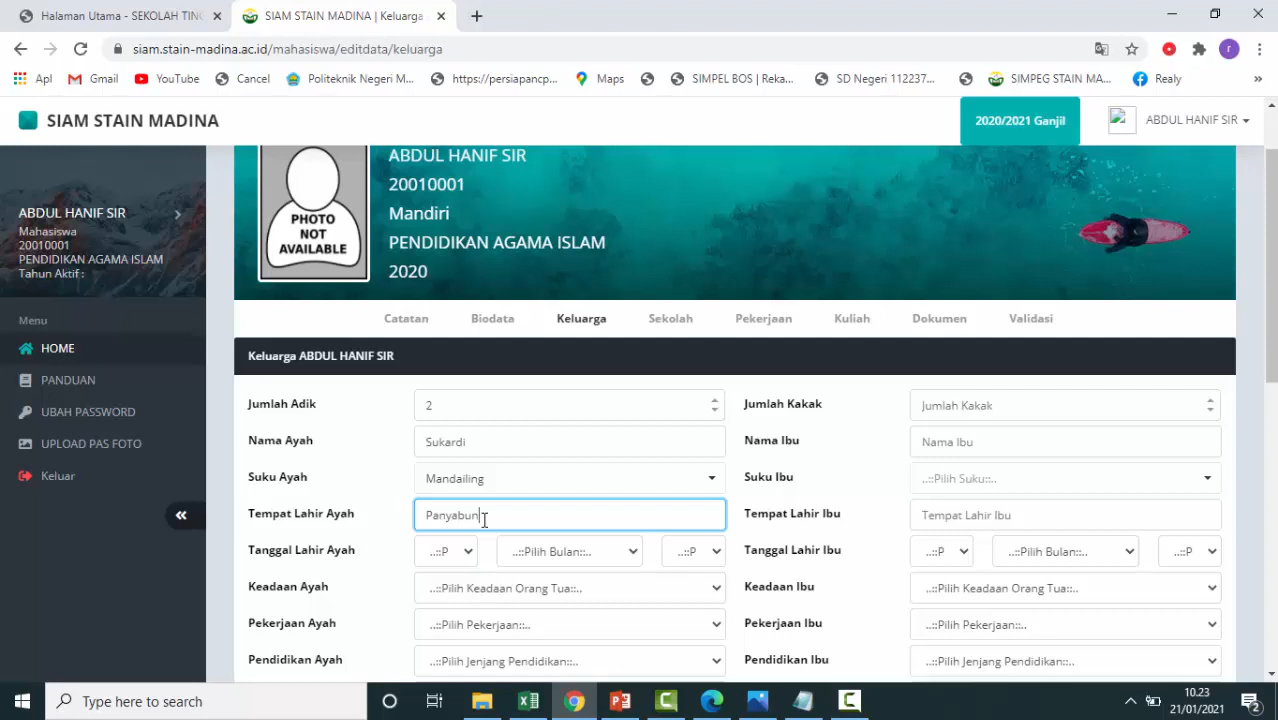 Halaman Utama - SEKOLAH TING
SIAM STAIN MADINA | Keluarga
siam.stain-madina.ac.id/mahasiswa/editdata/keluarga
Apl Gmail YouTube Cancel Politeknik Negeri M... https://persiapancp... Maps SIMPEL BOS | Reka... SD Negeri 112237... SIMPEG STAIN MA... Realy »
SIAM STAIN MADINA
2020/2021 Ganjil
ABDUL HANIF SIR
ABDUL HANIF SIR
Mahasiswa
20010001
PENDIDIKAN AGAMA ISLAM
Tahun Aktif :
PHOTO
NOT
AVAILABLE
ABDUL HANIF SIR
20010001
Mandiri
PENDIDIKAN AGAMA ISLAM
2020
Menu
HOME
PANDUAN
UBAH PASSWORD
UPLOAD PAS FOTO
Keluar
Catatan Biodata Keluarga Sekolah Pekerjaan Kuliah Dokumen Validasi
Keluarga ABDUL HANIF SIR
Jumlah Adik 2 Jumlah Kakak Jumlah Kakak
Nama Ayah Sukardi Nama Ibu Nama Ibu
Suku Ayah Mandailing Suku Ibu ..::Pilih Suku::..
Tempat Lahir Ayah Panyabun Tempat Lahir Ibu Tempat Lahir Ibu
Tanggal Lahir Ayah ..::P ..::Pilih Bulan::.. ..::P Tanggal Lahir Ibu ..::P ..::Pilih Bulan::.. ..::P
Keadaan Ayah ..::Pilih Keadaan Orang Tua::.. Keadaan Ibu ..::Pilih Keadaan Orang Tua::..
Pekerjaan Ayah ..::Pilih Pekerjaan::.. Pekerjaan Ibu ..::Pilih Pekerjaan::..
Pendidikan Ayah ..::Pilih Jenjang Pendidikan::.. Pendidikan Ibu ..::Pilih Jenjang Pendidikan::..
Type here to search
10.23
21/01/2021
2